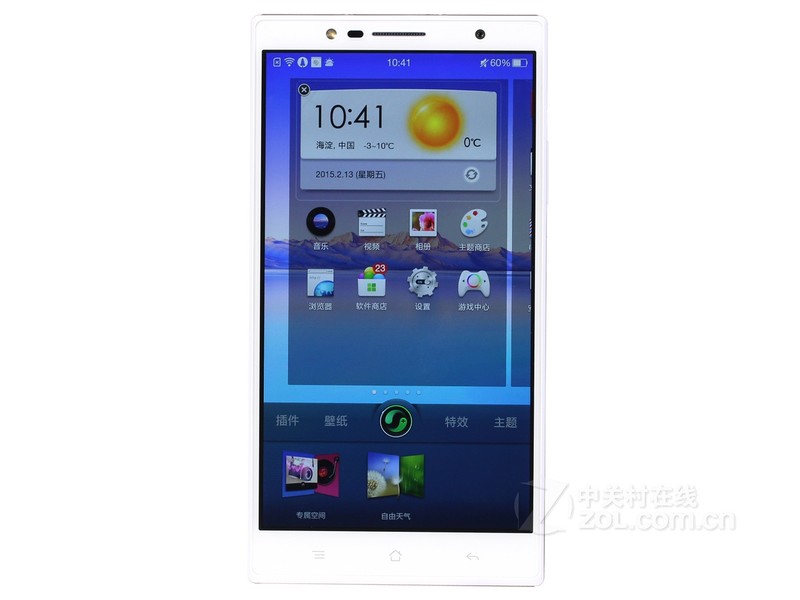 10:41
60%
10:41
0℃
海淀, 中国 -3~10℃
2015.2.13 (星期五)
音乐 视频 相册 主题商店
23
浏览器 软件商店 设置 游戏中心
插件 壁纸 特效 主题
专属空间 自由天气
中关村在线
ZOL.com.cn